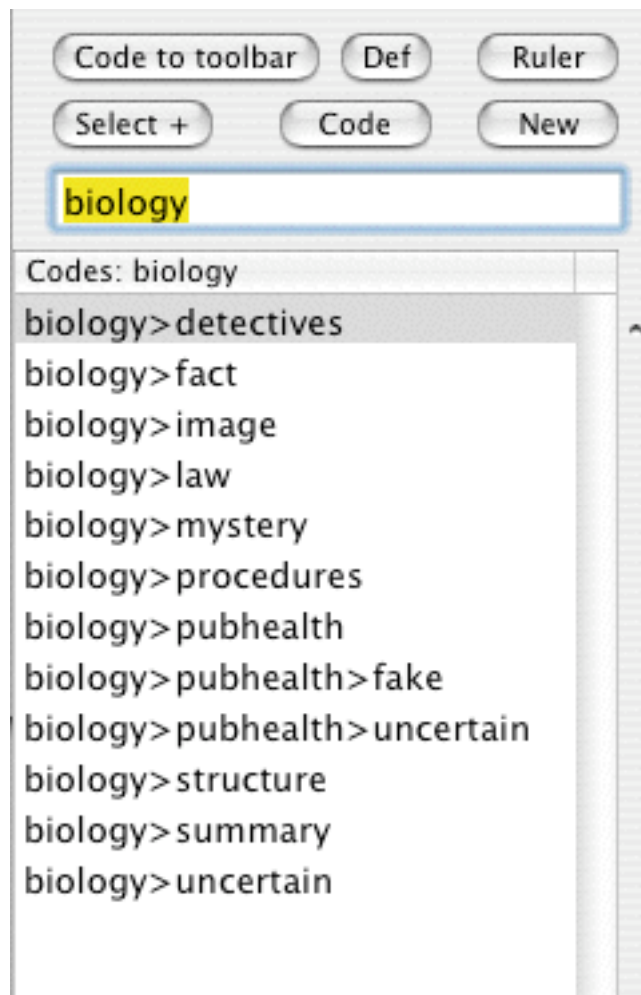 Code to toolbar Def Ruler
Select + Code New
biology
Codes: biology
biology>detectives
biology>fact
biology>image
biology>law
biology>mystery
biology>procedures
biology>pubhealth
biology>pubhealth>fake
biology>pubhealth>uncertain
biology>structure
biology>summary
biology>uncertain